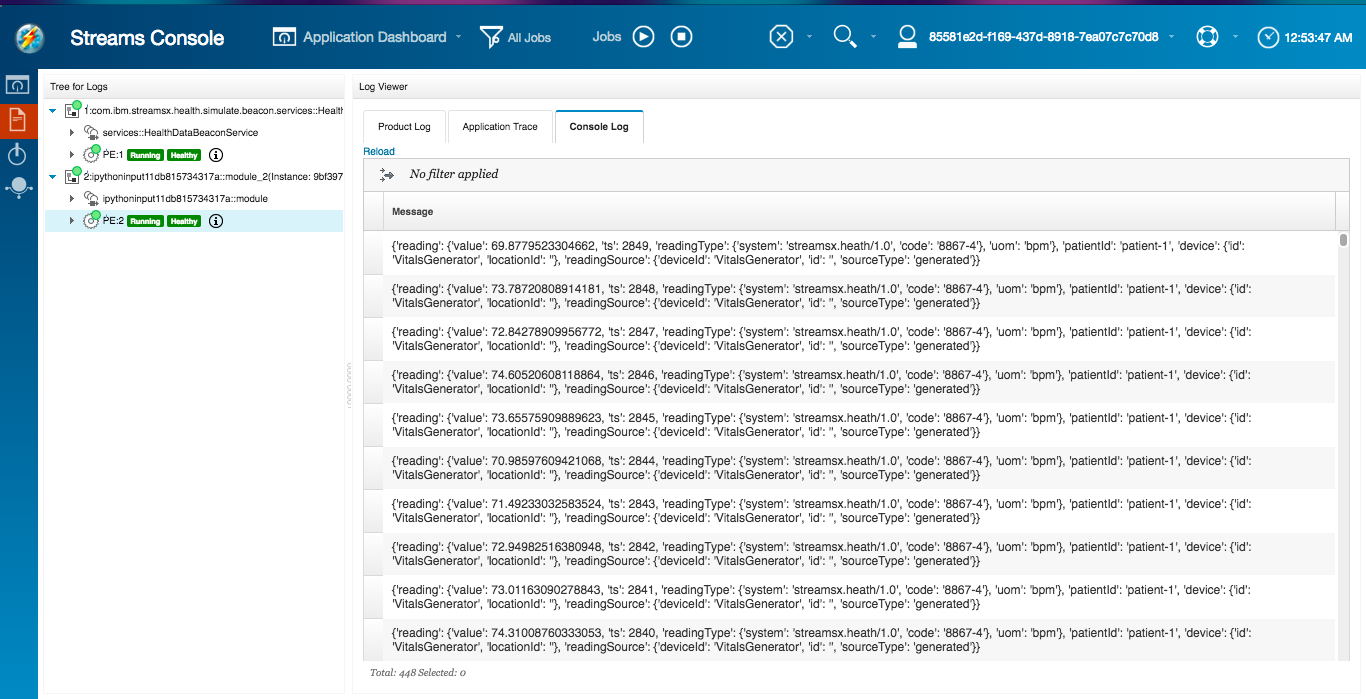 Streams Console
Application Dashboard
All Jobs
Jobs
85581e2d-f169-437d-8918-7ea07c7c70d8
12:53:47 AM
Tree for Logs
1:com.ibm.streamsx.health.simulate.beacon.services::Healtl
services::HealthDataBeaconService
PE:1 Running Healthy
2:ipythoninput11db815734317a::module_2(Instance: 9bf397
ipythoninput11db815734317a::module
PE:2 Running Healthy
Log Viewer
Product Log
Application Trace
Console Log
Reload
No filter applied
Message
{'reading': {'value': 69.8779523304662, 'ts': 2849, 'readingType': {'system': 'streamsx.heath/1.0', 'code': '8867-4'}, 'uom': 'bpm'}, 'patientId': 'patient-1', 'device': {'id':
'VitalsGenerator', 'locationId': ''}, 'readingSource': {'deviceId': 'VitalsGenerator', 'id': '', 'sourceType': 'generated'}}
{'reading': {'value': 73.78720808914181, 'ts': 2848, 'readingType': {'system': 'streamsx.heath/1.0', 'code': '8867-4'}, 'uom': 'bpm'}, 'patientId': 'patient-1', 'device': {'id':
'VitalsGenerator', 'locationId': ''}, 'readingSource': {'deviceId': 'VitalsGenerator', 'id': '', 'sourceType': 'generated'}}
{'reading': {'value': 72.84278909956772, 'ts': 2847, 'readingType': {'system': 'streamsx.heath/1.0', 'code': '8867-4'}, 'uom': 'bpm'}, 'patientId': 'patient-1', 'device': {'id':
'VitalsGenerator', 'locationId': ''}, 'readingSource': {'deviceId': 'VitalsGenerator', 'id': '', 'sourceType': 'generated'}}
{'reading': {'value': 74.60520608118864, 'ts': 2846, 'readingType': {'system': 'streamsx.heath/1.0', 'code': '8867-4'}, 'uom': 'bpm'}, 'patientId': 'patient-1', 'device': {'id':
'VitalsGenerator', 'locationId': ''}, 'readingSource': {'deviceId': 'VitalsGenerator', 'id': '', 'sourceType': 'generated'}}
{'reading': {'value': 73.65575909889623, 'ts': 2845, 'readingType': {'system': 'streamsx.heath/1.0', 'code': '8867-4'}, 'uom': 'bpm'}, 'patientId': 'patient-1', 'device': {'id':
'VitalsGenerator', 'locationId': ''}, 'readingSource': {'deviceId': 'VitalsGenerator', 'id': '', 'sourceType': 'generated'}}
{'reading': {'value': 70.98597609421068, 'ts': 2844, 'readingType': {'system': 'streamsx.heath/1.0', 'code': '8867-4'}, 'uom': 'bpm'}, 'patientId': 'patient-1', 'device': {'id':
'VitalsGenerator', 'locationId': ''}, 'readingSource': {'deviceId': 'VitalsGenerator', 'id': '', 'sourceType': 'generated'}}
{'reading': {'value': 71.49233032583524, 'ts': 2843, 'readingType': {'system': 'streamsx.heath/1.0', 'code': '8867-4'}, 'uom': 'bpm'}, 'patientId': 'patient-1', 'device': {'id':
'VitalsGenerator', 'locationId': ''}, 'readingSource': {'deviceId': 'VitalsGenerator', 'id': '', 'sourceType': 'generated'}}
{'reading': {'value': 72.94982516380948, 'ts': 2842, 'readingType': {'system': 'streamsx.heath/1.0', 'code': '8867-4'}, 'uom': 'bpm'}, 'patientId': 'patient-1', 'device': {'id':
'VitalsGenerator', 'locationId': ''}, 'readingSource': {'deviceId': 'VitalsGenerator', 'id': '', 'sourceType': 'generated'}}
{'reading': {'value': 73.01163090278843, 'ts': 2841, 'readingType': {'system': 'streamsx.heath/1.0', 'code': '8867-4'}, 'uom': 'bpm'}, 'patientId': 'patient-1', 'device': {'id':
'VitalsGenerator', 'locationId': ''}, 'readingSource': {'deviceId': 'VitalsGenerator', 'id': '', 'sourceType': 'generated'}}
{'reading': {'value': 74.31008760333053, 'ts': 2840, 'readingType': {'system': 'streamsx.heath/1.0', 'code': '8867-4'}, 'uom': 'bpm'}, 'patientId': 'patient-1', 'device': {'id':
'VitalsGenerator', 'locationId': ''}, 'readingSource': {'deviceId': 'VitalsGenerator', 'id': '', 'sourceType': 'generated'}}
Total: 448 Selected: 0